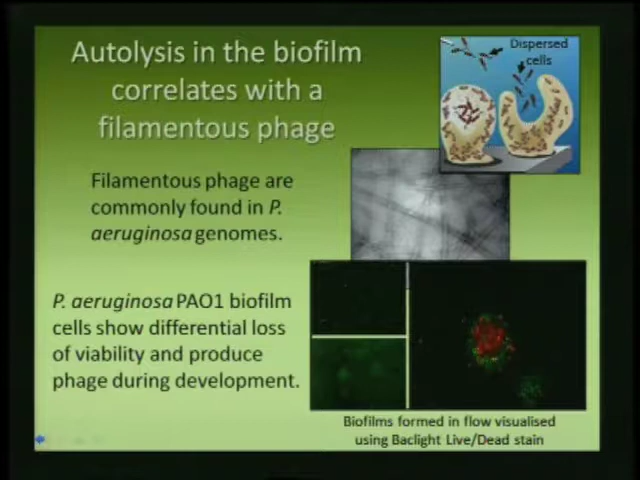 Autolysis in the biofilm
correlates with a
filamentous phage
Dispersed
cells
Filamentous phage are
commonly found in P.
aeruginosa genomes.
P. aeruginosa PAO1 biofilm
cells show differential loss
of viability and produce
phage during development.
Biofilms formed in flow visualised
using Baclight Live/Dead stain